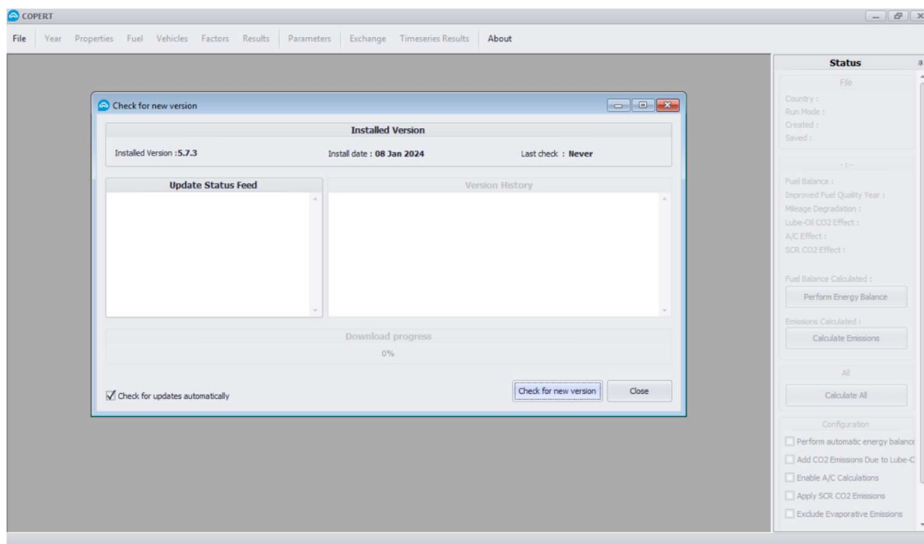 COPERT
File Year Properties Fuel Vehicles Factors Results Parameters Exchange Timeseries Results About
Check for new version
Installed Version
Installed Version :5.7.3 Install date : 08 Jan 2024 Last check : Never
Update Status Feed Version History
Download progress
0%
Check for updates automatically
Check for new version Close
Status
File
Country :
Run Mode :
Created :
Saved :
- : -
Fuel Balance :
Improved Fuel Quality Year :
Mileage Degradation :
Lube-Oil CO2 Effect :
A/C Effect :
SCR CO2 Effect :
Fuel Balance Calculated :
Perform Energy Balance
Emissions Calculated :
Calculate Emissions
All
Calculate All
Configuration
Perform automatic energy balance
Add CO2 Emissions Due to Lube-O
Enable A/C Calculations
Apply SCR CO2 Emissions
Exclude Evaporative Emissions